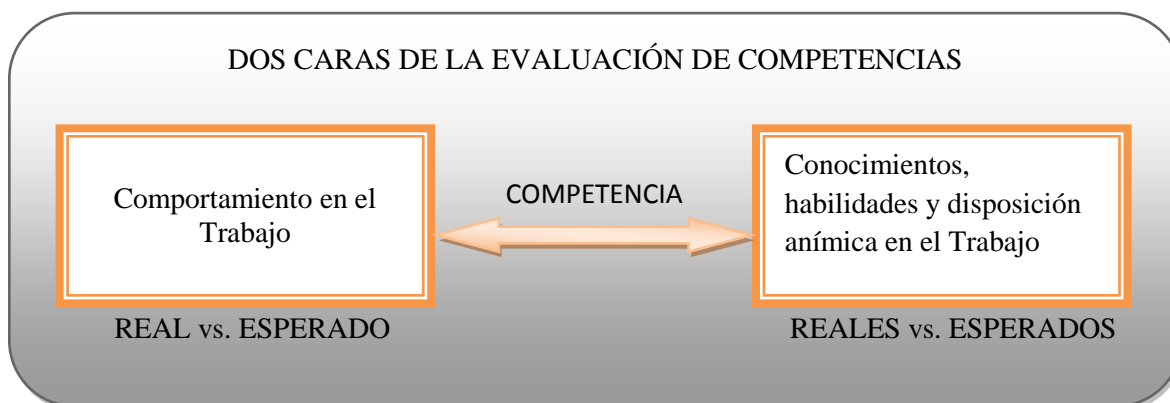 DOS CARAS DE LA EVALUACIÓN DE COMPETENCIAS
Comportamiento en el
Trabajo
REAL vs. ESPERADO
COMPETENCIA
Conocimientos,
habilidades y disposición
anímica en el Trabajo
REALES vs. ESPERADOS